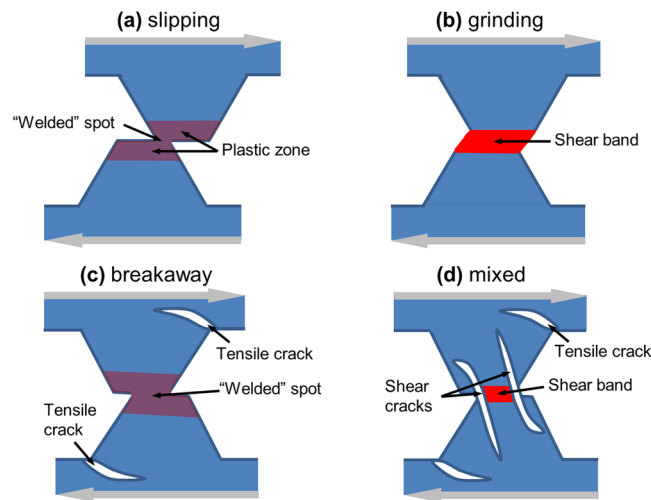 (a) slipping
"Welded" spot
Plastic zone
(b) grinding
Shear band
(c) breakaway
Tensile crack
"Welded" spot
Tensile
crack
(d) mixed
Tensile crack
Shear
cracks
Shear band